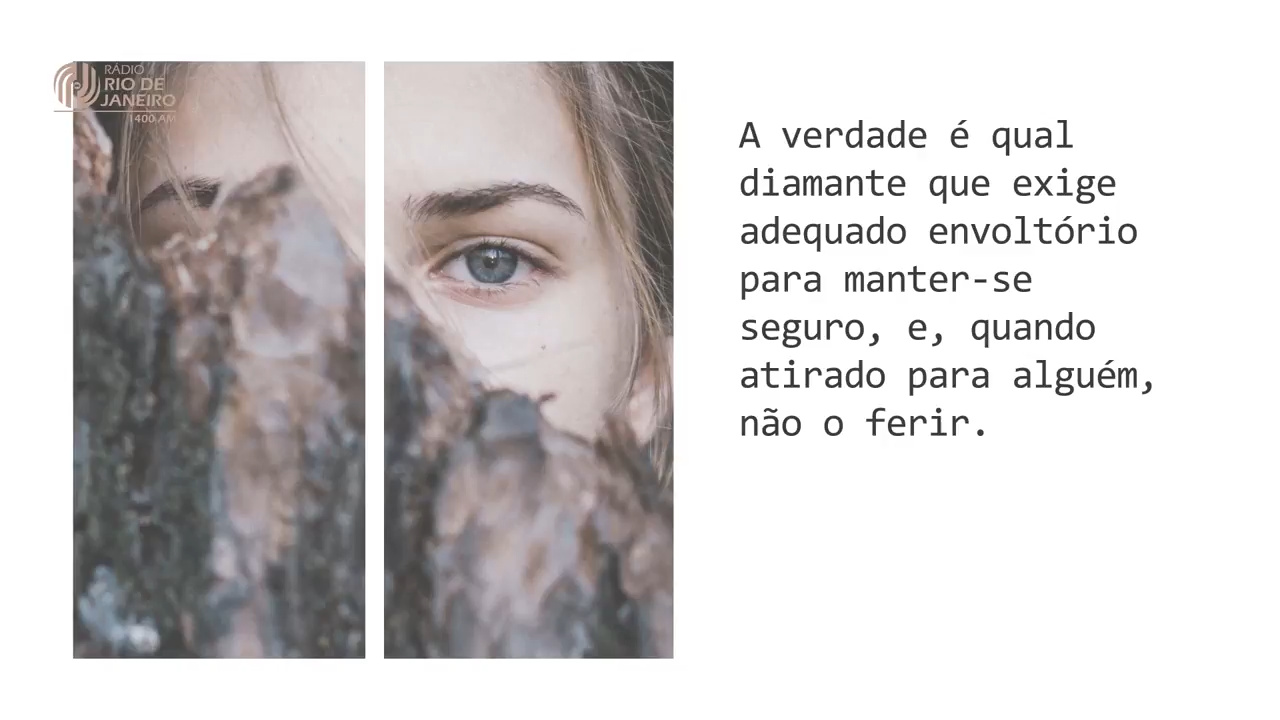 RÁDIO
RIO DE
JANEIRO
1400 AM
A verdade é qual
diamante que exige
adequado envoltório
para manter-se
seguro, e, quando
atirado para alguém,
não o ferir.